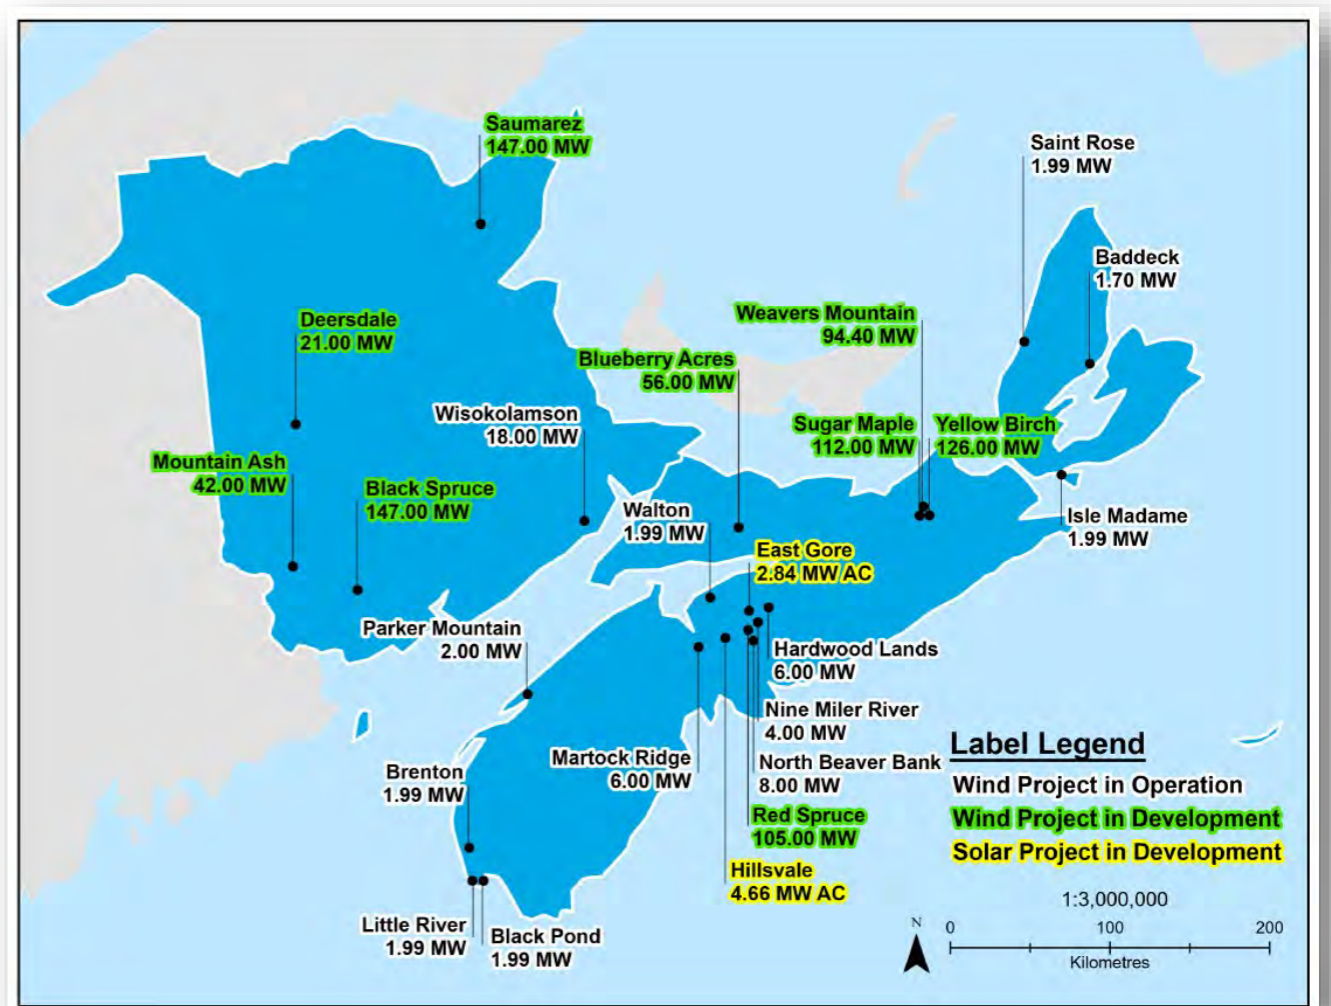 Saumarez
147.00 MW
Saint Rose
1.99 MW
Baddeck
1.70 MW
Deersdale
21.00 MW
Weavers Mountain
94.40 MW
Blueberry Acres
56.00 MW
Wisokolamson
18.00 MW
Sugar Maple
112.00 MW
Yellow Birch
126.00 MW
Mountain Ash
42.00 MW
Black Spruce
147.00 MW
Walton
1.99 MW
Isle Madame
1.99 MW
East Gore
2.84 MW AC
Parker Mountain
2.00 MW
Hardwood Lands
6.00 MW
Nine Miler River
4.00 MW
Martock Ridge
6.00 MW
North Beaver Bank
8.00 MW
Brenton
1.99 MW
Red Spruce
105.00 MW
Hillsvale
4.66 MW AC
Little River
1.99 MW
Black Pond
1.99 MW
Label Legend
Wind Project in Operation
Wind Project in Development
Solar Project in Development
1:3,000,000
N
0 100 200
Kilometres